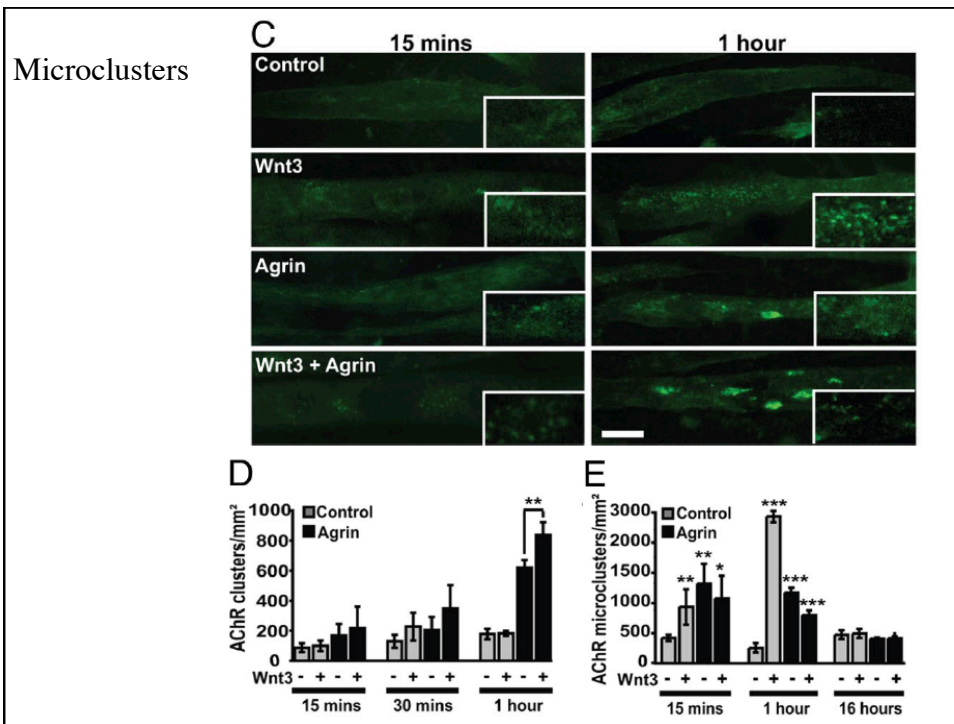 Microclusters
C
15 mins 1 hour
Control
Wnt3
Agrin
Wnt3 + Agrin
D
AChR clusters/mm²
1000
800
600
400
200
0
Control
Agrin
**
Wnt3 - + - + - + - + - + - +
15 mins 30 mins 1 hour
E
AChR microclusters/mm²
3000
2500
2000
1500
1000
500
0
Control
Agrin
** ** * *** *** ***
Wnt3 - + - + - + - + - + - +
15 mins 1 hour 16 hours